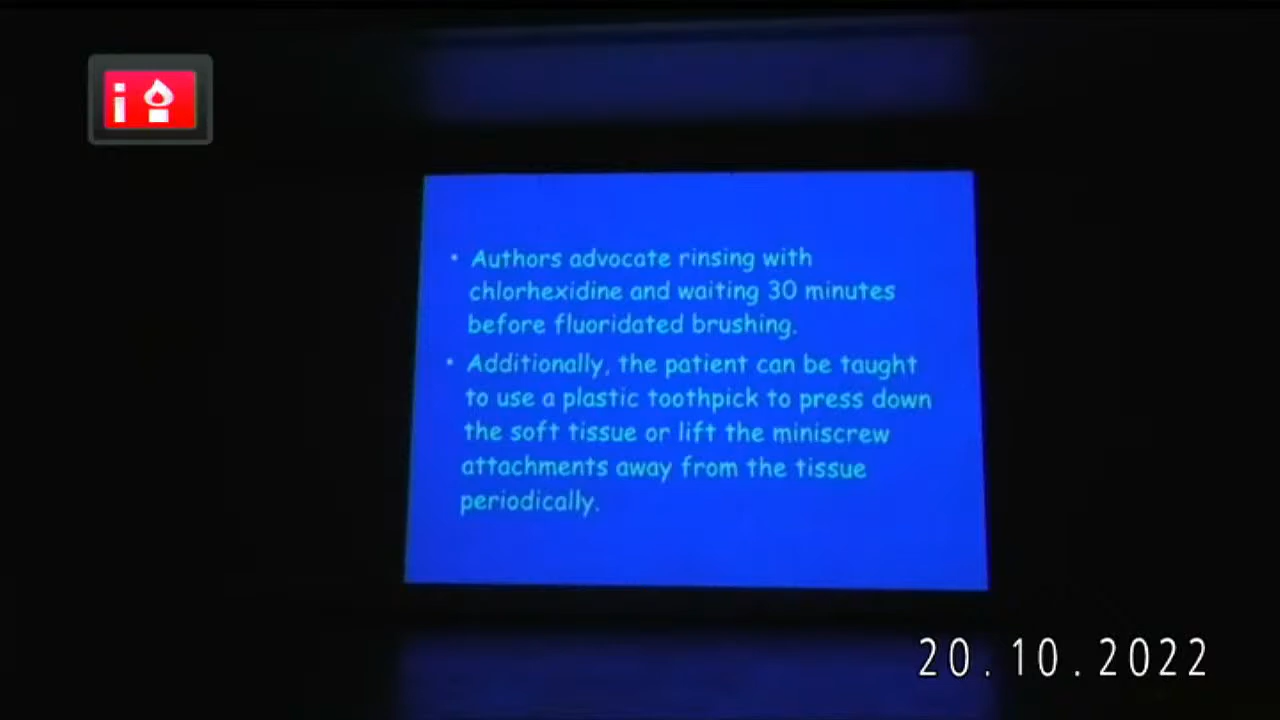 i
• Authors advocate rinsing with
chlorhexidine and waiting 30 minutes
before fluoridated brushing.
• Additionally, the patient can be taught
to use a plastic toothpick to press down
the soft tissue or lift the miniscrew
attachments away from the tissue
periodically.
20.10.2022